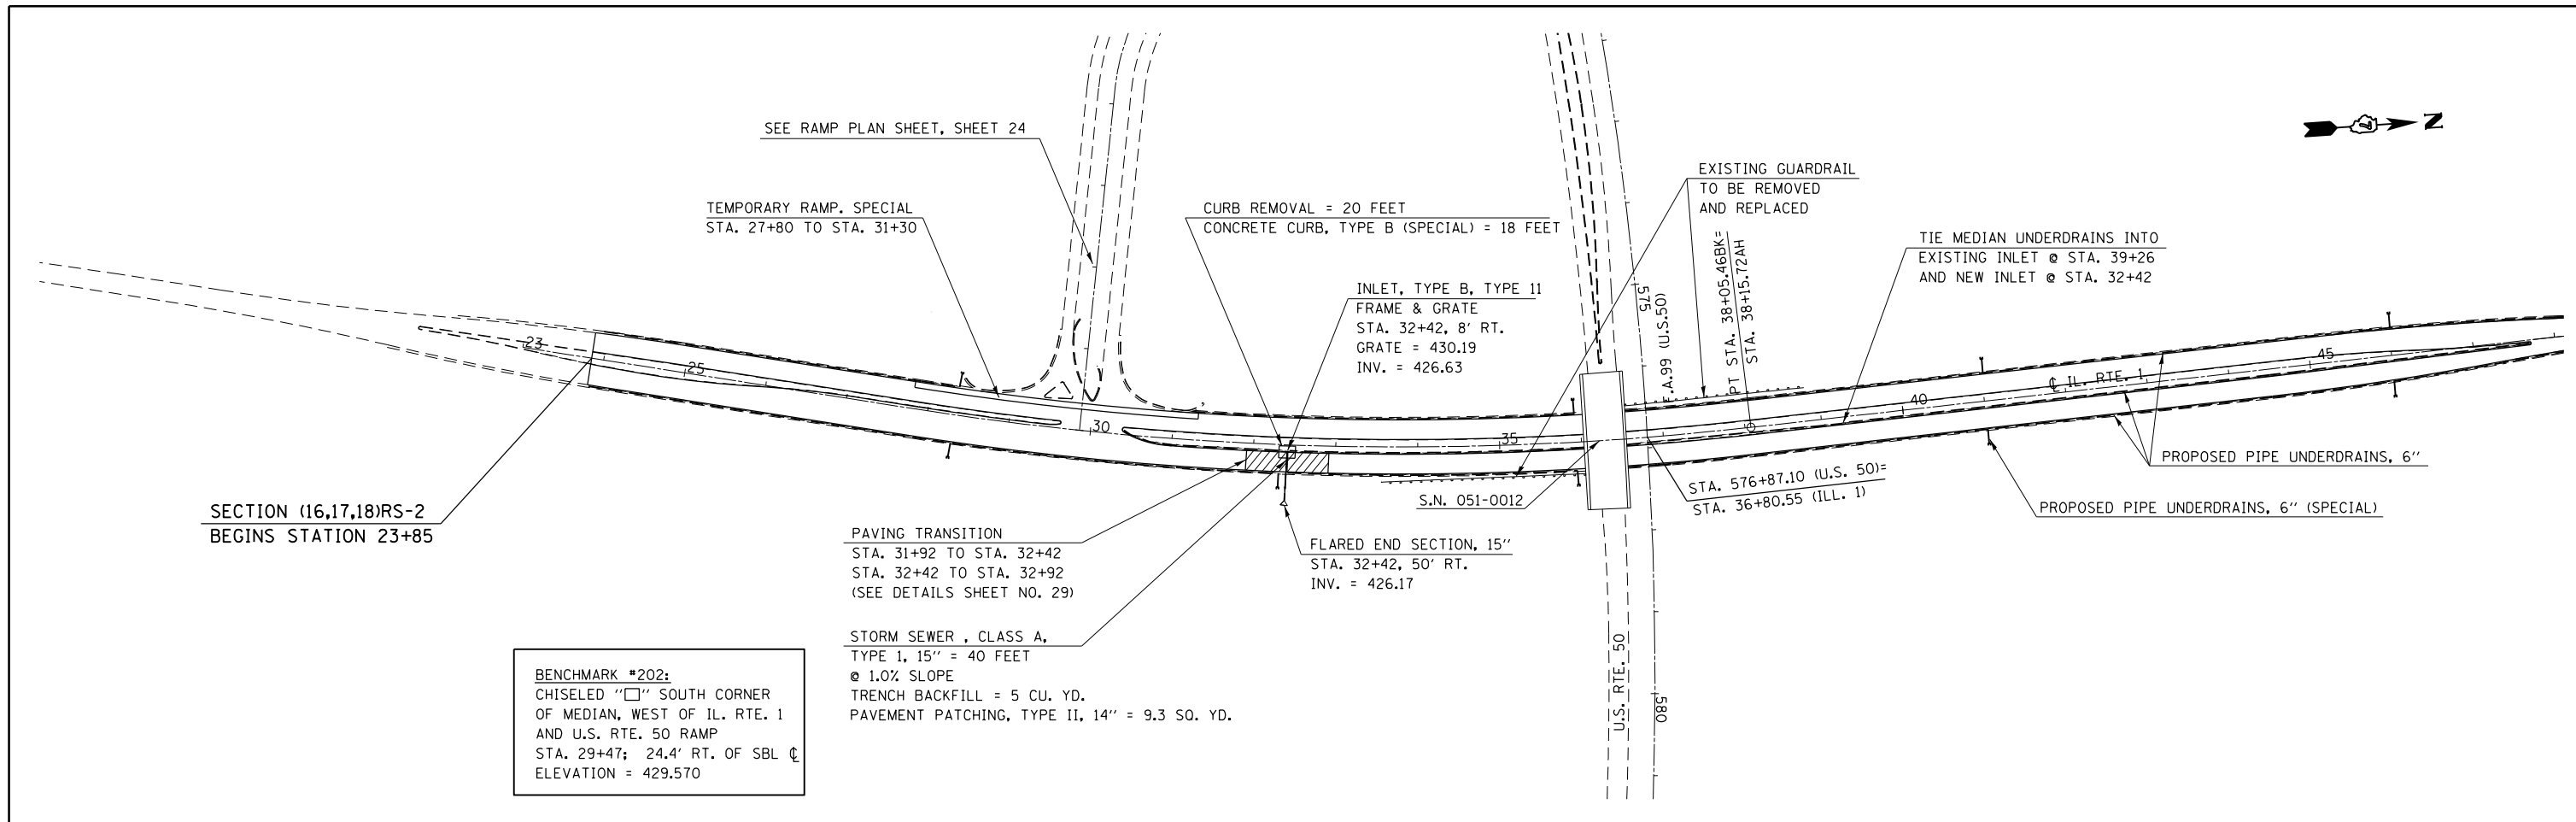 SEE RAMP PLAN SHEET, SHEET 24
TEMPORARY RAMP. SPECIAL
STA. 27+80 TO STA. 31+30
CURB REMOVAL = 20 FEET
CONCRETE CURB, TYPE B (SPECIAL) = 18 FEET
INLET, TYPE B, TYPE 11
FRAME & GRATE
STA. 32+42, 8' RT.
GRATE = 430.19
INV. = 426.63
EXISTING GUARDRAIL
TO BE REMOVED
AND REPLACED
575
F.A.99 (U.S.50)
PT STA. 38+05.46BK=
STA. 38+15.72AH
TIE MEDIAN UNDERDRAINS INTO
EXISTING INLET @ STA. 39+26
AND NEW INLET @ STA. 32+42
N
23
25
30
35
40
45
℄ IL. RTE. 1
SECTION (16,17,18)RS-2
BEGINS STATION 23+85
PAVING TRANSITION
STA. 31+92 TO STA. 32+42
STA. 32+42 TO STA. 32+92
(SEE DETAILS SHEET NO. 29)
STORM SEWER , CLASS A,
TYPE 1, 15'' = 40 FEET
@ 1.0% SLOPE
TRENCH BACKFILL = 5 CU. YD.
PAVEMENT PATCHING, TYPE II, 14'' = 9.3 SQ. YD.
FLARED END SECTION, 15''
STA. 32+42, 50' RT.
INV. = 426.17
S.N. 051-0012
STA. 576+87.10 (U.S. 50)=
STA. 36+80.55 (ILL. 1)
PROPOSED PIPE UNDERDRAINS, 6''
PROPOSED PIPE UNDERDRAINS, 6'' (SPECIAL)
U.S. RTE. 50
580
BENCHMARK #202:
CHISELED "□" SOUTH CORNER
OF MEDIAN, WEST OF IL. RTE. 1
AND U.S. RTE. 50 RAMP
STA. 29+47; 24.4' RT. OF SBL ℄
ELEVATION = 429.570